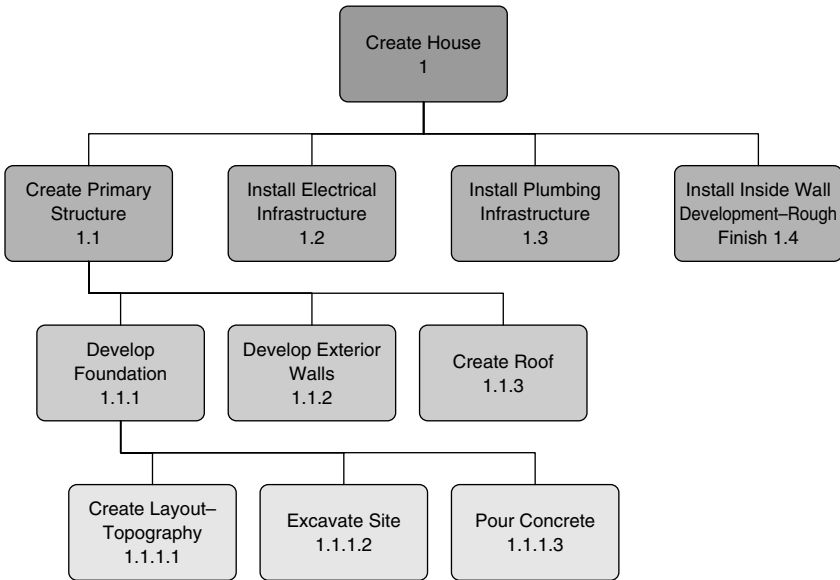 Create House
1
Create Primary
Structure
1.1
Install Electrical
Infrastructure
1.2
Install Plumbing
Infrastructure
1.3
Install Inside Wall
Development–Rough
Finish 1.4
Develop
Foundation
1.1.1
Develop Exterior
Walls
1.1.2
Create Roof
1.1.3
Create Layout–
Topography
1.1.1.1
Excavate Site
1.1.1.2
Pour Concrete
1.1.1.3